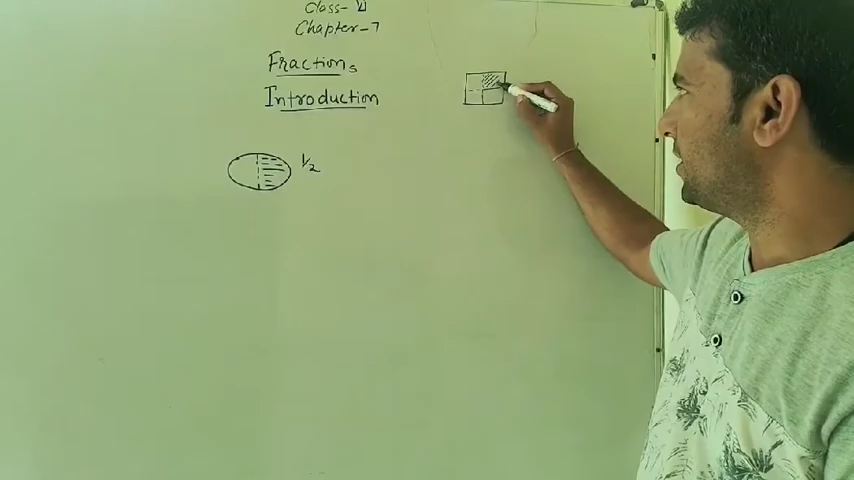 Class- VI
Chapter-7
Fractions
Introduction
1/2